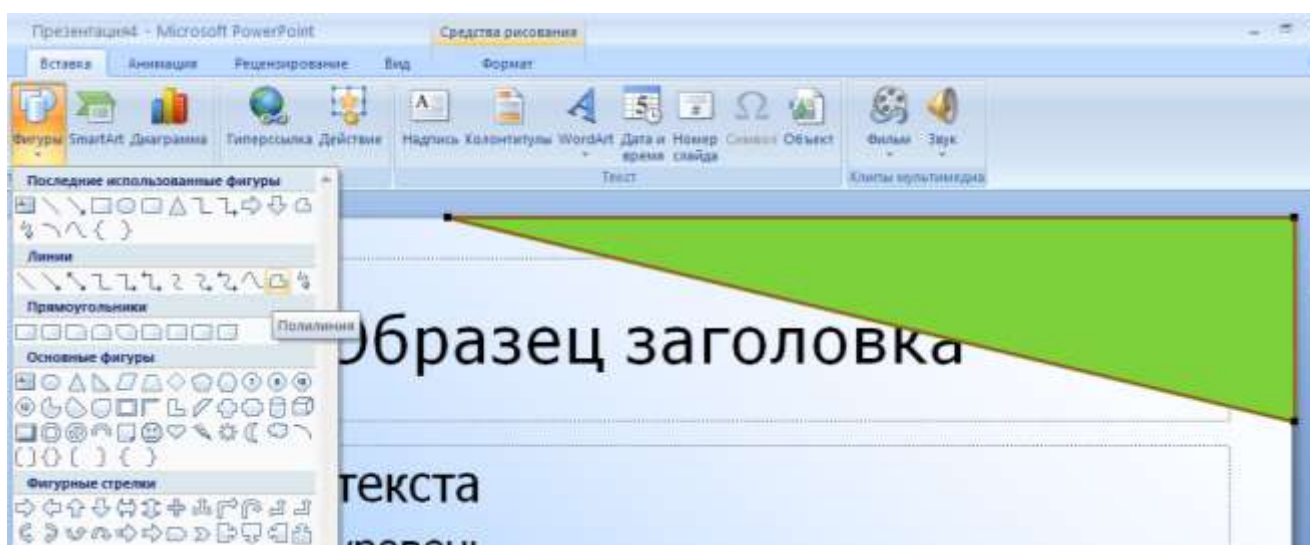 Презентация4 - Microsoft PowerPoint
Средства рисования
Вставка Анимация Рецензирование Вид Формат
Фигуры SmartArt Диаграмма Гиперссылка Действие Надпись Колонтитулы WordArt Дата и время Номер слайда Символ Объект Фильм Звук
Текст Клипы мультимедиа
Последние использованные фигуры
Линии
Прямоугольники
Полилиния
Основные фигуры
Образец заголовка
Фигурные стрелки
текста
уровень